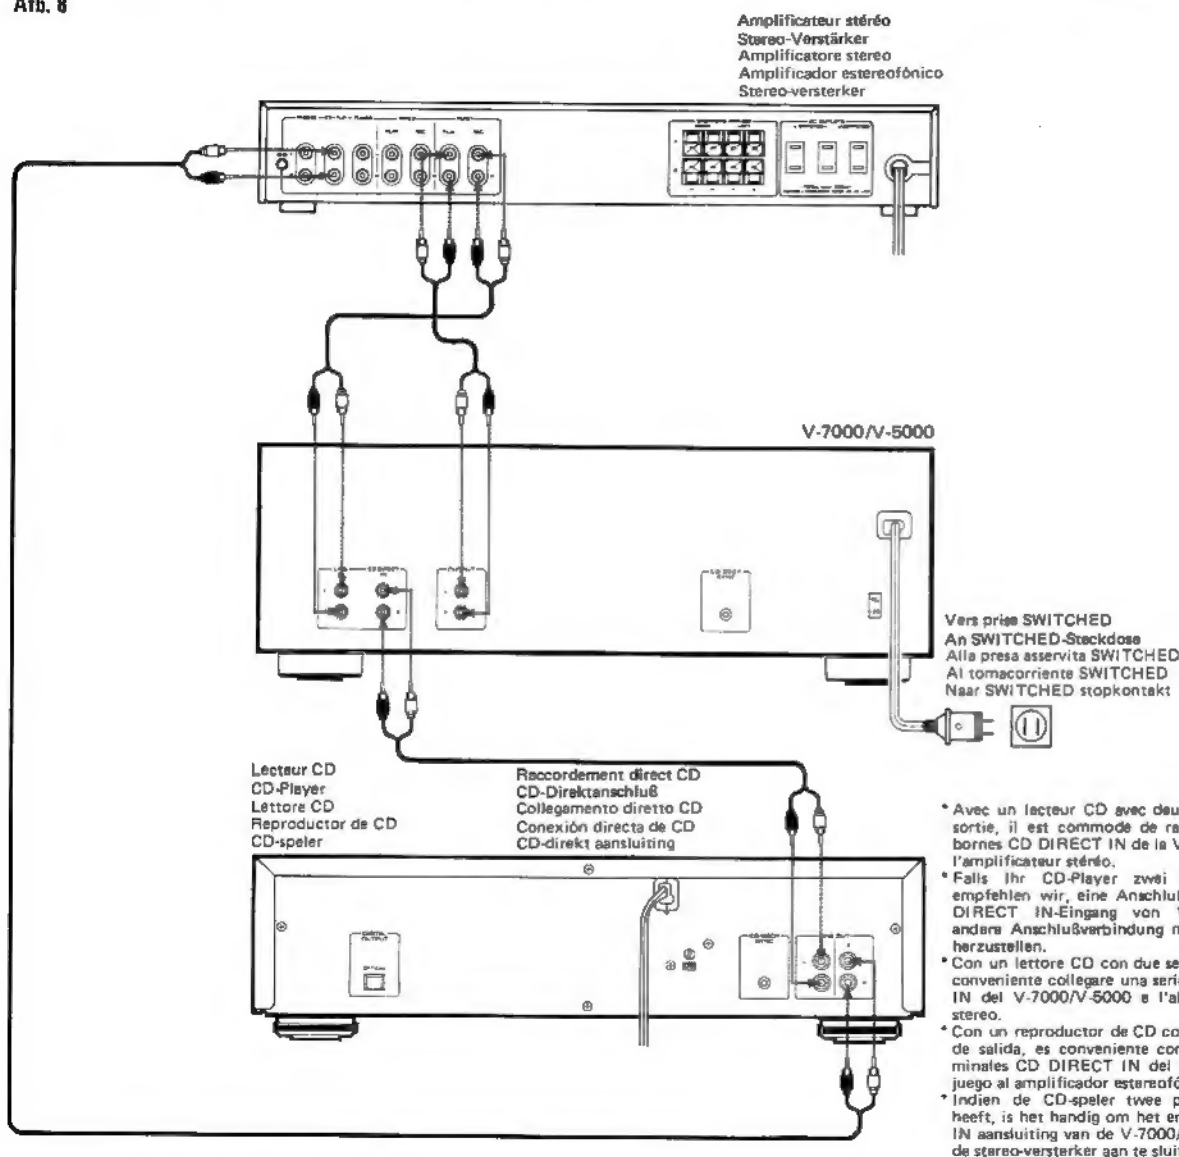 Afb. 8
Amplificateur stéréo
Stereo-Verstärker
Amplificatore stereo
Amplificador estereofónico
Stereo-versterker
V-7000/V-5000
Vers prise SWITCHED
An SWITCHED-Steckdose
Alla presa asservita SWITCHED
Al tomacorriente SWITCHED
Naar SWITCHED stopkontakt
Lecteur CD
CD-Player
Lettore CD
Reproductor de CD
CD-speler
Raccordement direct CD
CD-Direktanschluß
Collegamento diretto CD
Conexión directa de CD
CD-direkt aansluiting
DIGITAL
OUTPUT
OPTICAL
* Avec un lecteur CD avec deu
sortie, il est commode de ra
bornes CD DIRECT IN de la V
l'amplificateur stéréo.
* Falls Ihr CD-Player zwei
empfehlen wir, eine Anschlu
DIRECT IN-Eingang von
andere Anschlußverbindung n
herzustellen.
* Con un lettore CD con due se
conveniente collegare una seri
IN del V-7000/V-5000 e l'a
stereo.
* Con un reproductor de CD co
de salida, es conveniente con
minales CD DIRECT IN del
juego al amplificador estereofó
* Indien de CD-speler twee p
heeft, is het handig om het e
IN aansluiting van de V-7000/
de stereo-versterker aan te sluit